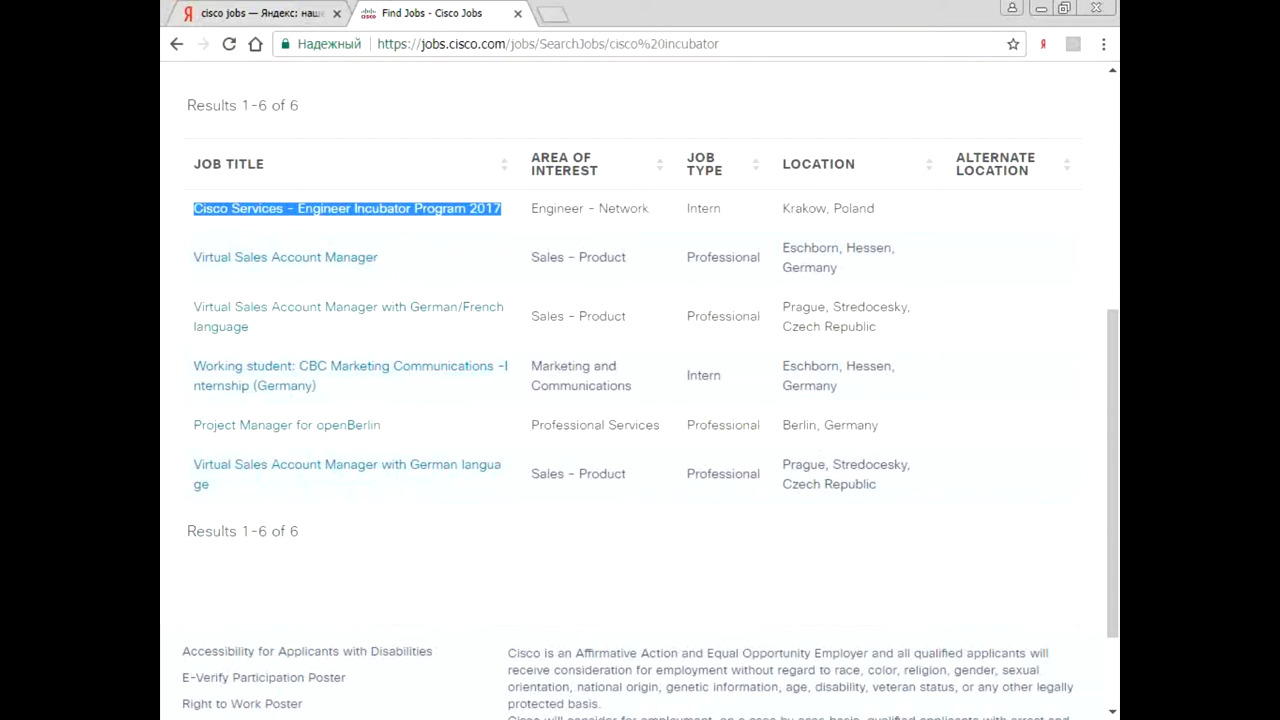 cisco jobs — Яндекс: наше
Find Jobs - Cisco Jobs
Надежный
https://jobs.cisco.com/jobs/SearchJobs/cisco%20incubator
Results 1-6 of 6
JOB TITLE
AREA OF
INTEREST
JOB
TYPE
LOCATION
ALTERNATE
LOCATION
Cisco Services - Engineer Incubator Program 2017
Engineer - Network
Intern
Krakow, Poland
Virtual Sales Account Manager
Sales - Product
Professional
Eschborn, Hessen,
Germany
Virtual Sales Account Manager with German/French
language
Sales - Product
Professional
Prague, Stredocesky,
Czech Republic
Working student: CBC Marketing Communications -I
nternship (Germany)
Marketing and
Communications
Intern
Eschborn, Hessen,
Germany
Project Manager for openBerlin
Professional Services
Professional
Berlin, Germany
Virtual Sales Account Manager with German langua
ge
Sales - Product
Professional
Prague, Stredocesky,
Czech Republic
Results 1-6 of 6
Accessibility for Applicants with Disabilities
E-Verify Participation Poster
Right to Work Poster
Cisco is an Affirmative Action and Equal Opportunity Employer and all qualified applicants will
receive consideration for employment without regard to race, color, religion, gender, sexual
orientation, national origin, genetic information, age, disability, veteran status, or any other legally
protected basis.